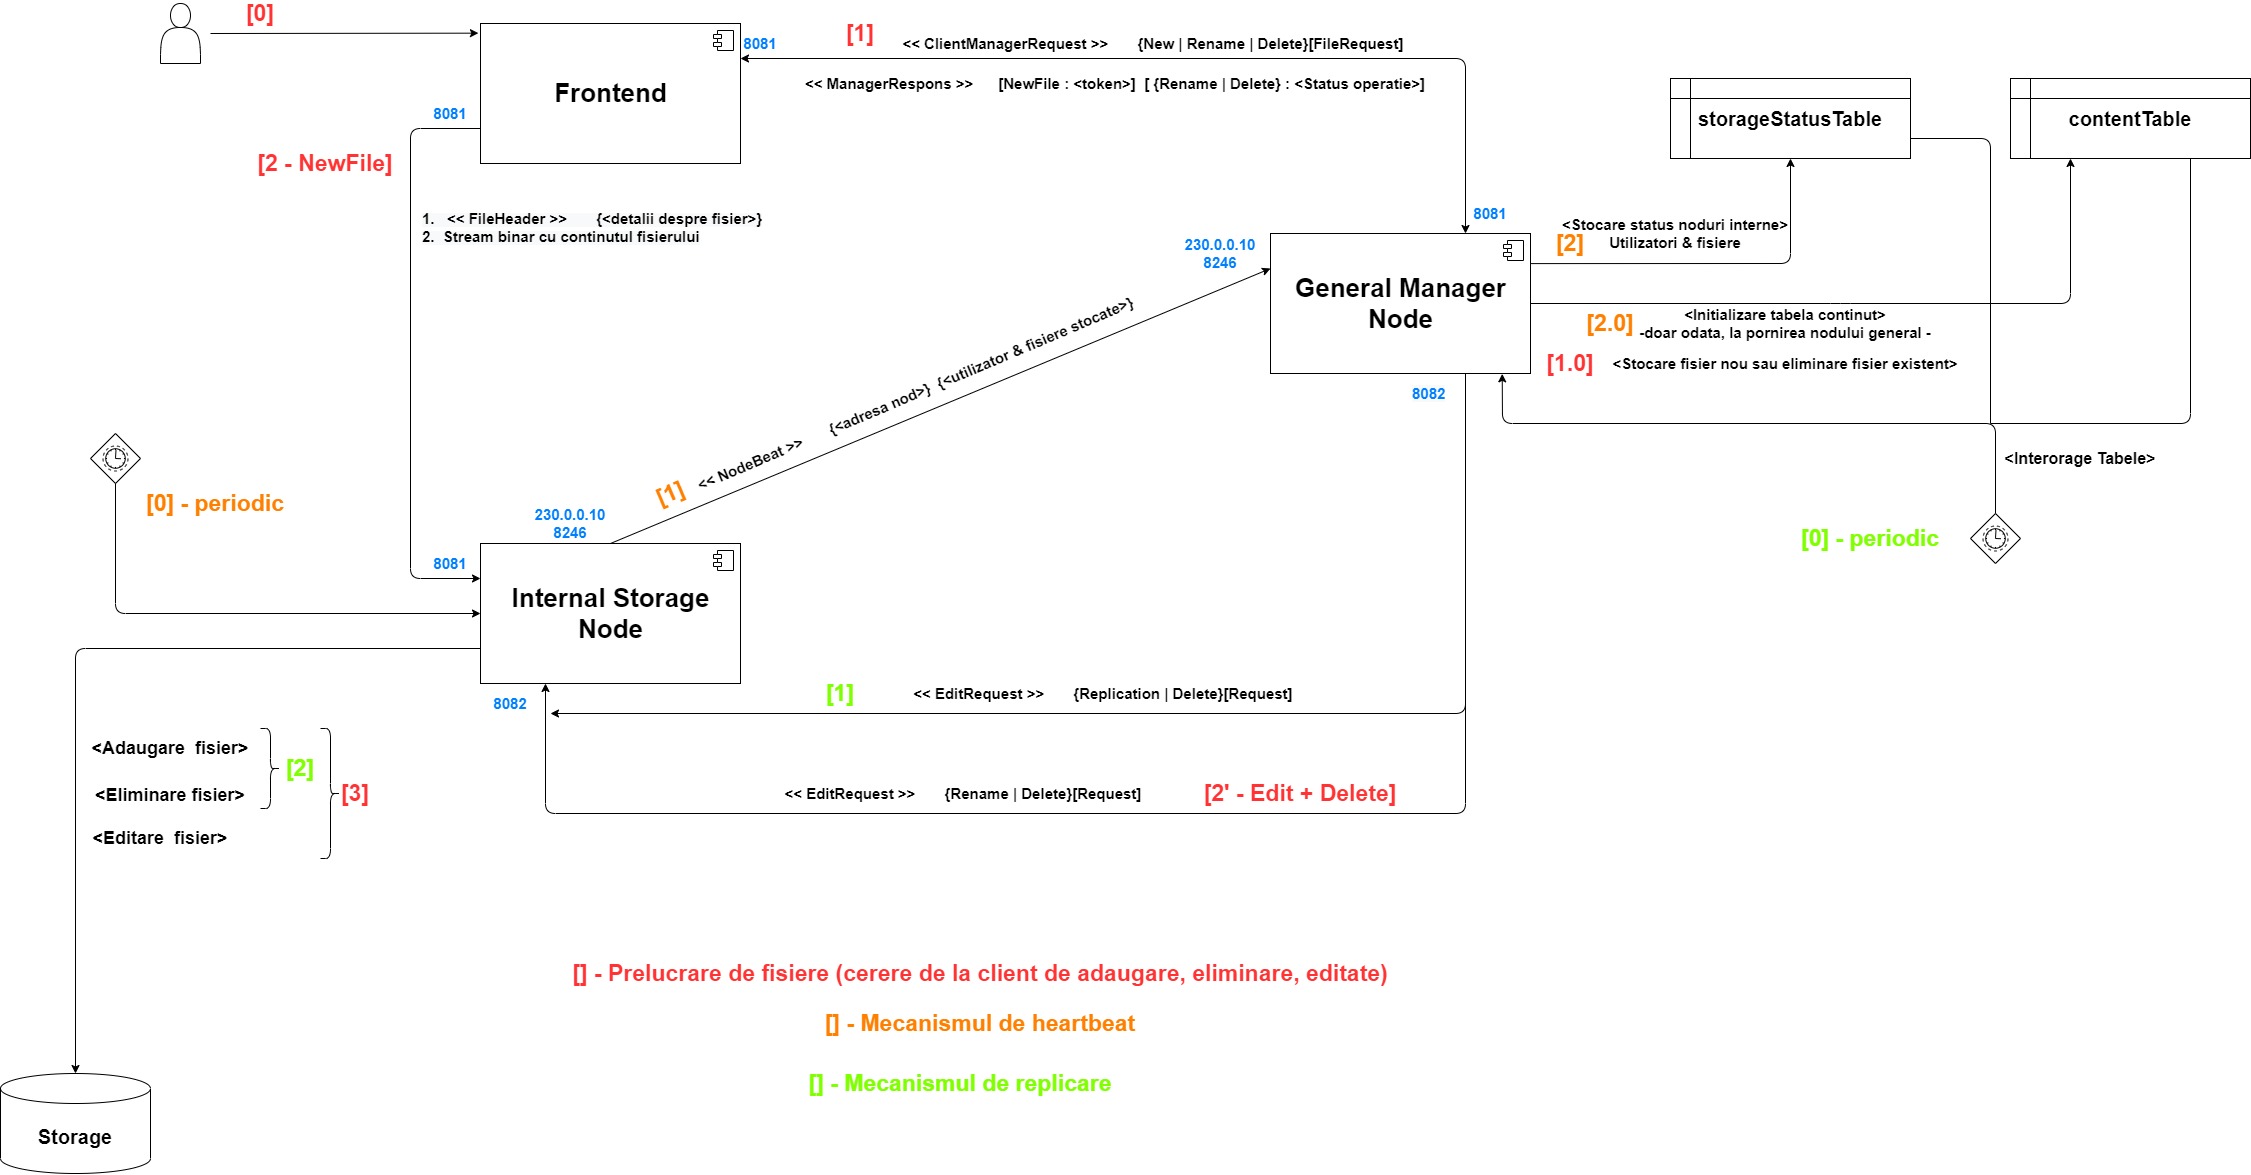 [0]
Frontend
8081
[1]
<< ClientManagerRequest >> {New | Rename | Delete}[FileRequest]
<< ManagerRespons >> [NewFile : <token>] [ {Rename | Delete} : <Status operatie>]
storageStatusTable
contentTable
8081
[2 - NewFile]
1. << FileHeader >> {<detalii despre fisier>}
2. Stream binar cu continutul fisierului
8081
230.0.0.10
8246
General Manager
Node
<Stocare status noduri interne>
[2] Utilizatori & fisiere
[2.0]
<Initializare tabela continut>
-doar odata, la pornirea nodului general -
[1.0] <Stocare fisier nou sau eliminare fisier existent>
8082
<Interorage Tabele>
[0] - periodic
[0] - periodic
[1] << NodeBeat >> {<adresa nod>} {<utilizator & fisiere stocate>}
230.0.0.10
8246
8081
Internal Storage
Node
8082
[1] << EditRequest >> {Replication | Delete}[Request]
<< EditRequest >> {Rename | Delete}[Request] [2' - Edit + Delete]
<Adaugare fisier>
[2]
<Eliminare fisier>
[3]
<Editare fisier>
[] - Prelucrare de fisiere (cerere de la client de adaugare, eliminare, editate)
[] - Mecanismul de heartbeat
[] - Mecanismul de replicare
Storage